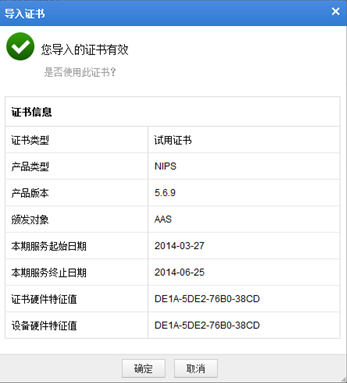 导入证书
您导入的证书有效
是否使用此证书?
证书信息
证书类型 试用证书
产品类型 NIPS
产品版本 5.6.9
颁发对象 AAS
本期服务起始日期 2014-03-27
本期服务终止日期 2014-06-25
证书硬件特征值 DE1A-5DE2-76B0-38CD
设备硬件特征值 DE1A-5DE2-76B0-38CD
确定 取消